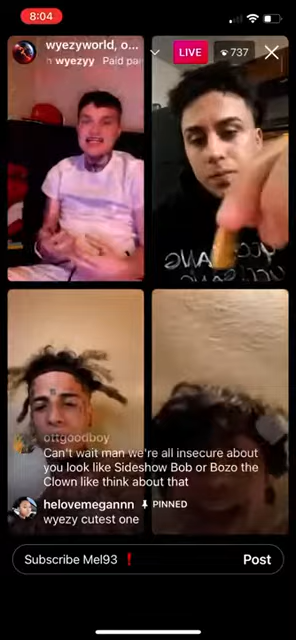 8:04
wyezyworld, o...
h wyezyy Paid par
LIVE
737
ottgoodboy
Can't wait man we're all insecure about
you look like Sideshow Bob or Bozo the
Clown like think about that
helovemegannn PINNED
wyezy cutest one
Subscribe Mel93❗
Post